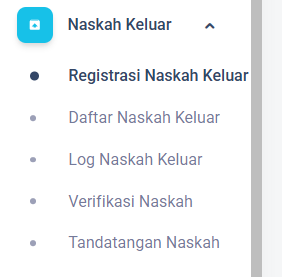 Naskah Keluar
Registrasi Naskah Keluar
Daftar Naskah Keluar
Log Naskah Keluar
Verifikasi Naskah
Tandatangan Naskah